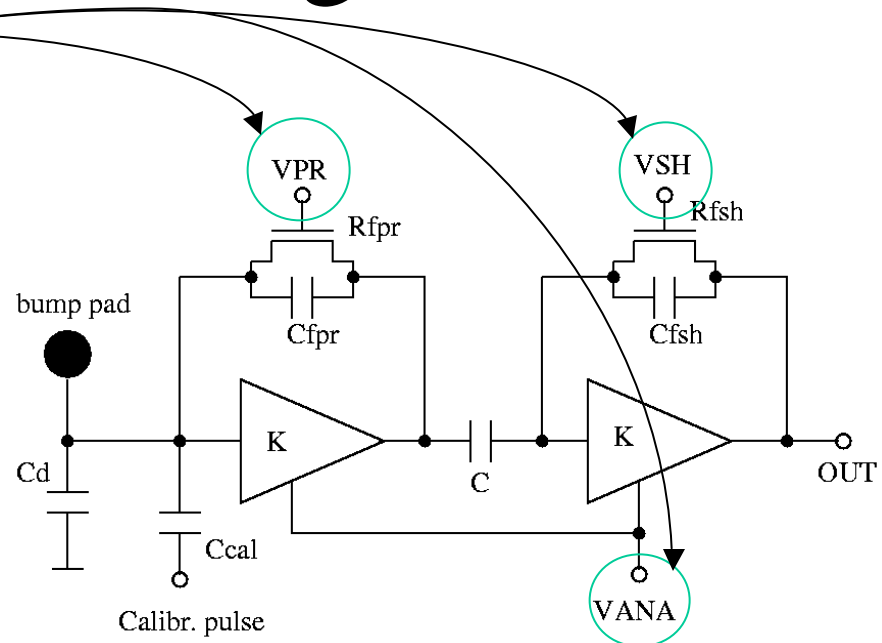 VPR
VSH
Rfpr
Rfsh
bump pad
Cfpr
Cfsh
K
K
Cd
C
OUT
Ccal
VANA
Calibr. pulse